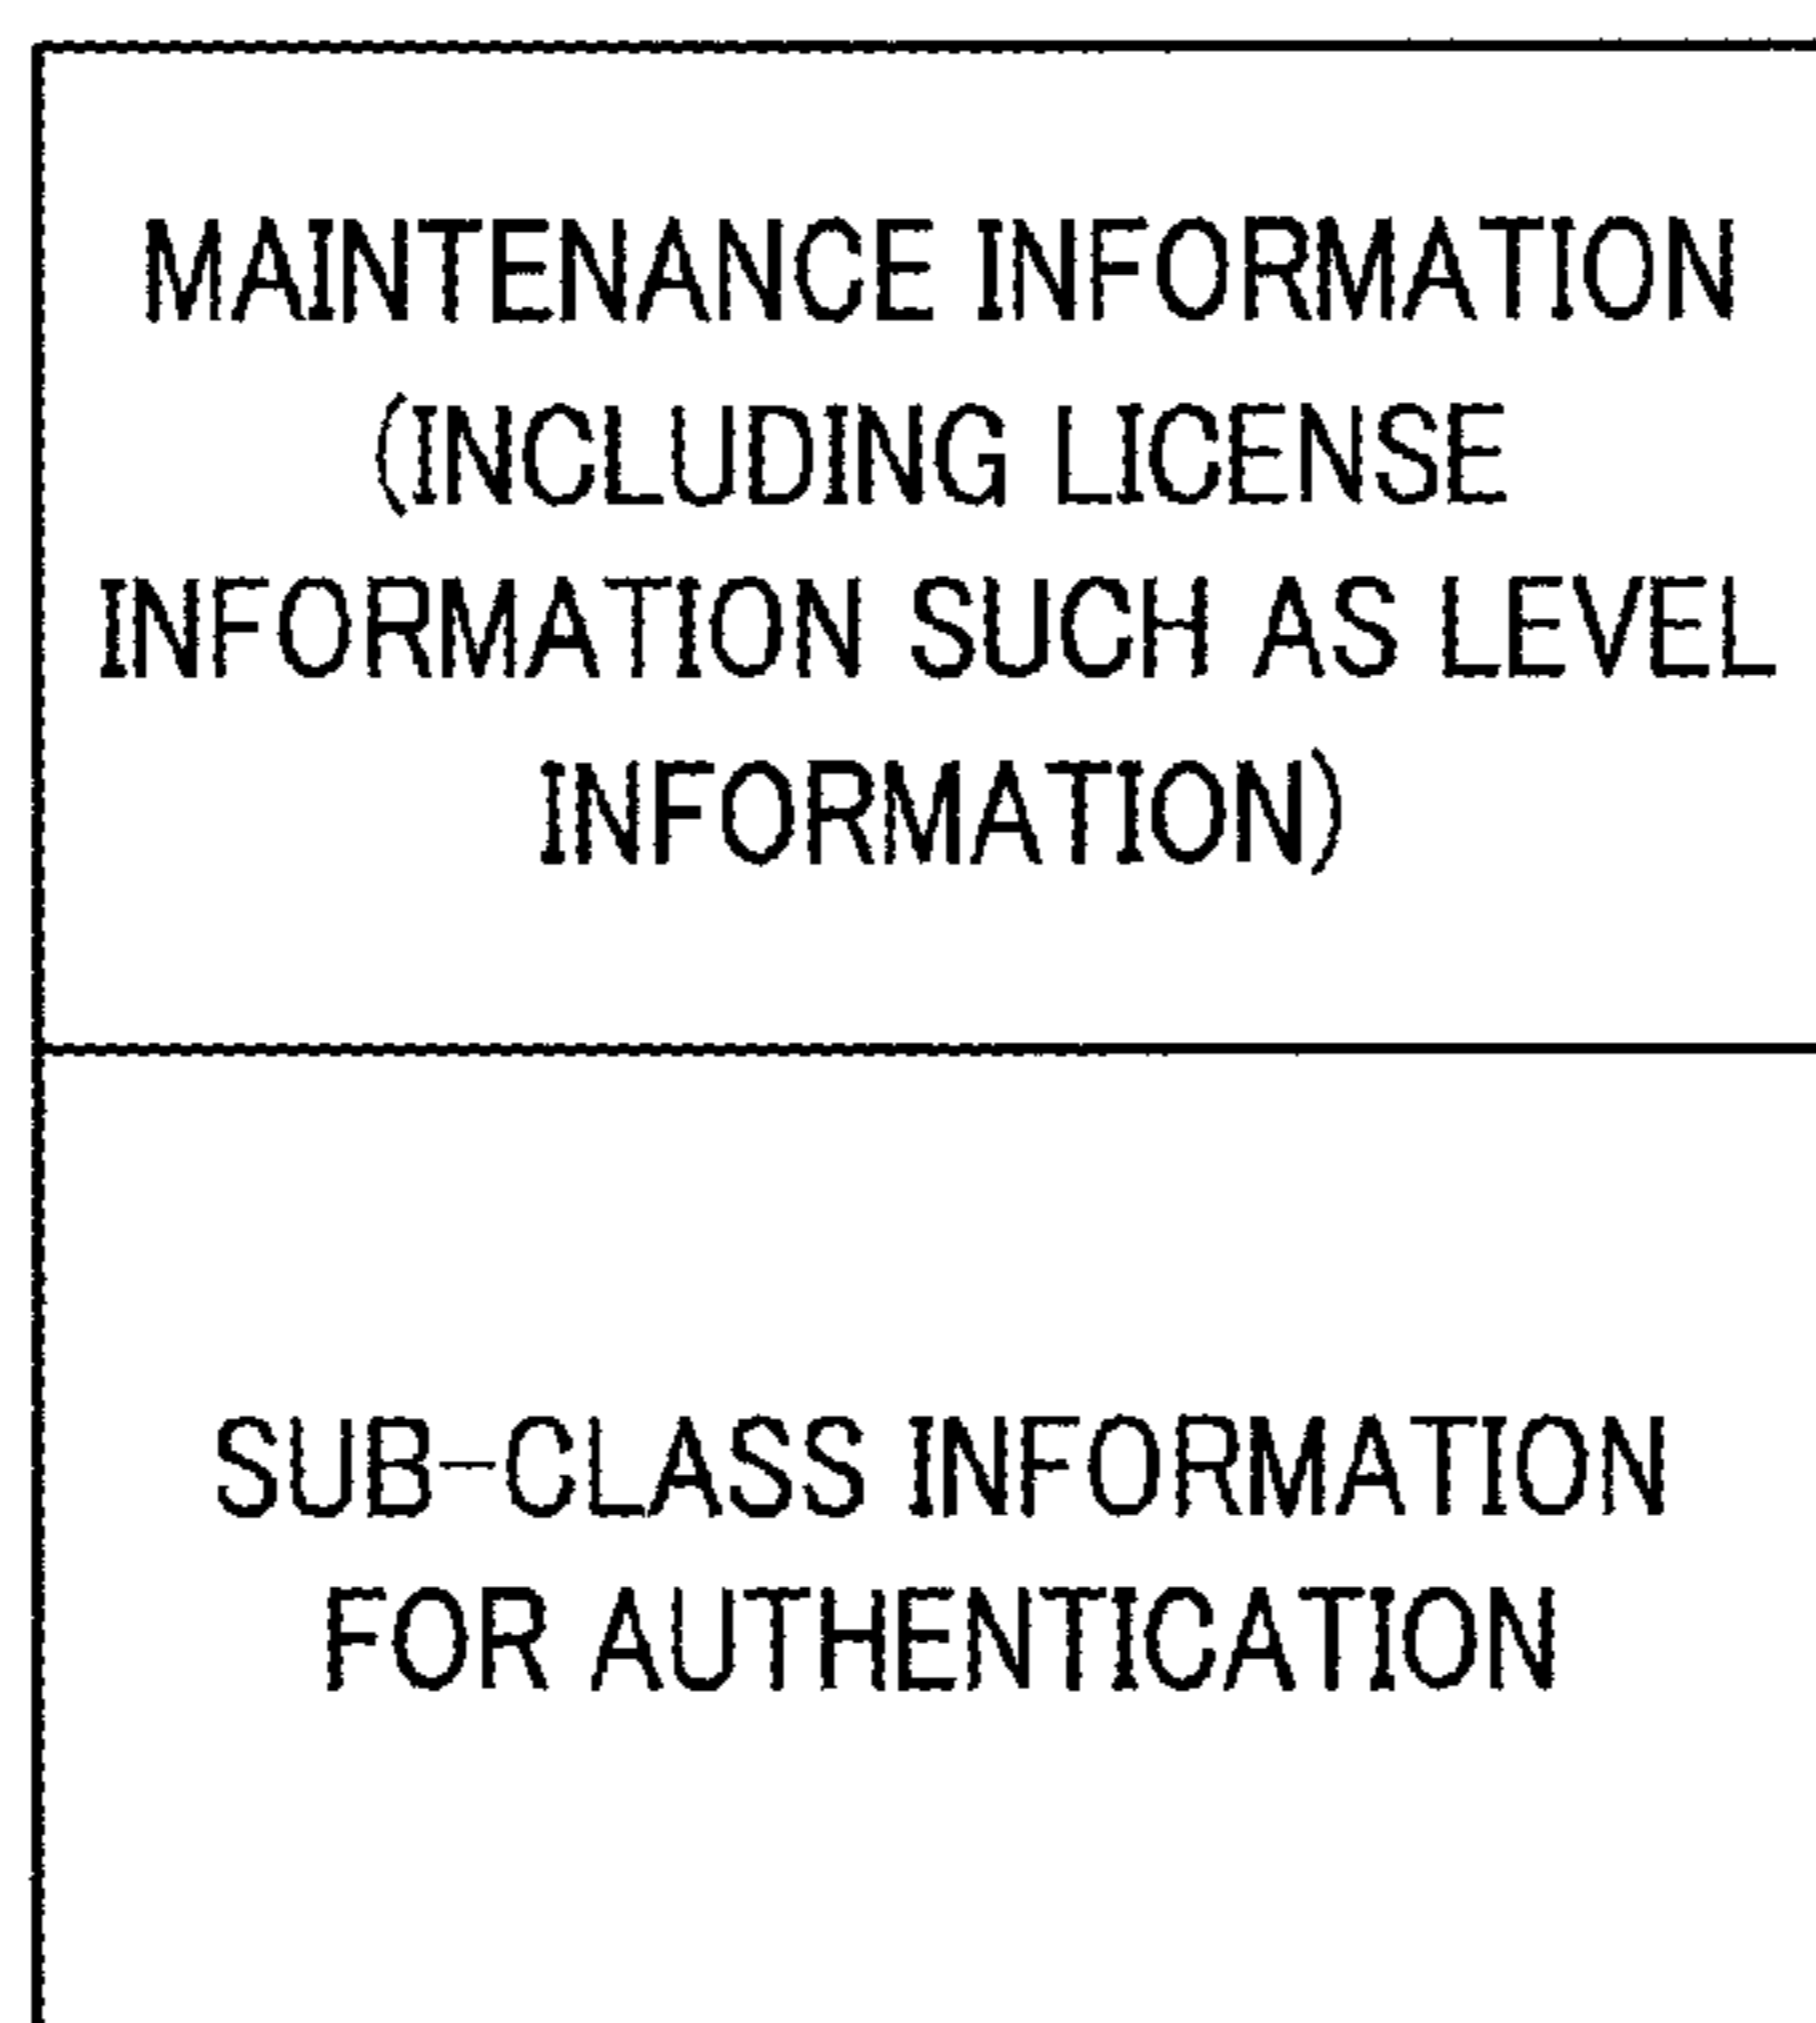 MAINTENANCE INFORMATION
(INCLUDING LICENSE
INFORMATION SUCH AS LEVEL
INFORMATION)
SUB-CLASS INFORMATION
FOR AUTHENTICATION